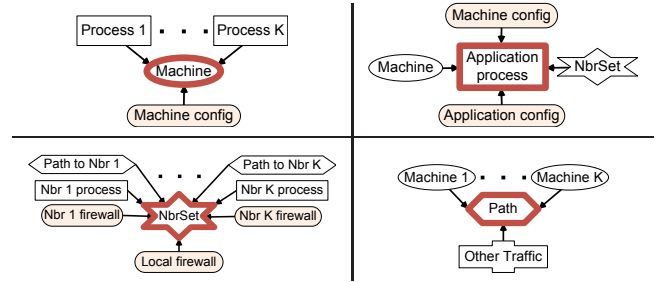 Process 1
Process K
Machine
Machine config
Machine config
Machine
Application
process
NbrSet
Application config
Path to Nbr 1
Path to Nbr K
Nbr 1 process
Nbr K process
Nbr 1 firewall
NbrSet
Nbr K firewall
Local firewall
Machine 1
Machine K
Path
Other Traffic